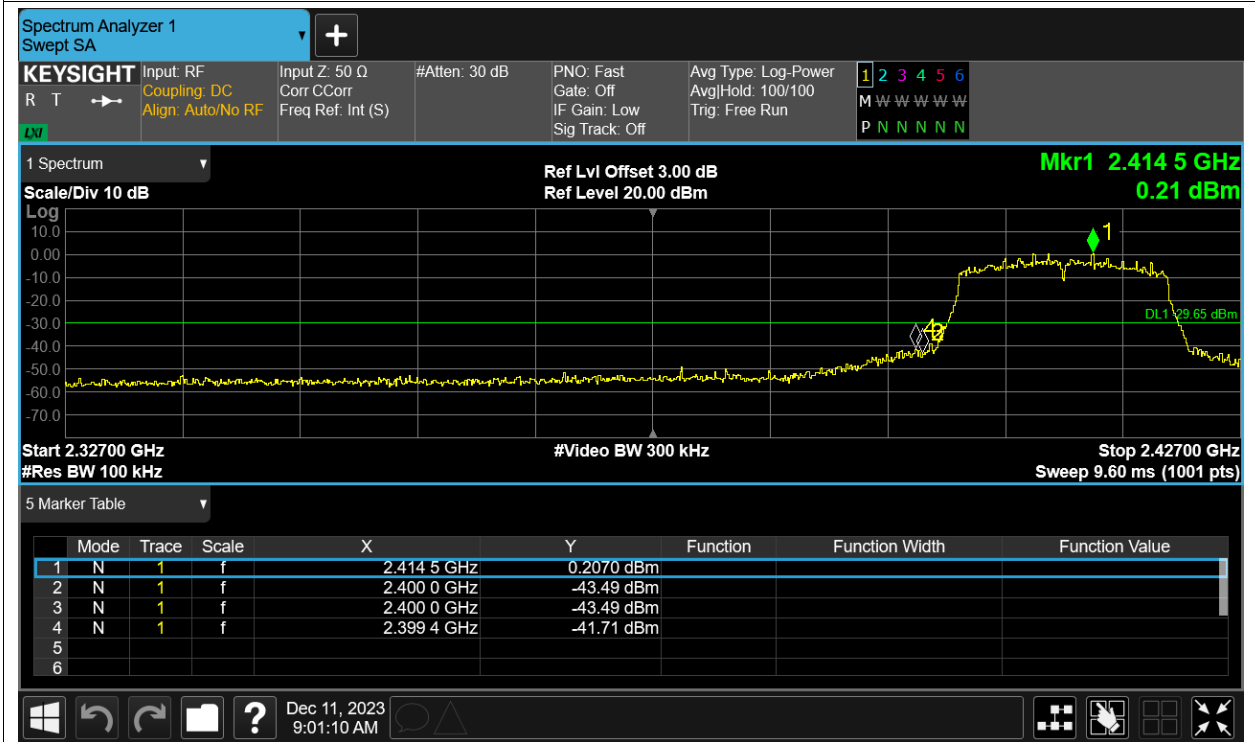 Spectrum Analyzer 1
Swept SA
+
KEYSIGHT
R T
LXI
Input: RF
Coupling: DC
Align: Auto/No RF
Input Z: 50 Ω
Corr CCorr
Freq Ref: Int (S)
#Atten: 30 dB
PNO: Fast
Gate: Off
IF Gain: Low
Sig Track: Off
Avg Type: Log-Power
Avg|Hold: 100/100
Trig: Free Run
1 2 3 4 5 6
M W W W W W
P N N N N N
1 Spectrum
Scale/Div 10 dB
Ref Lvl Offset 3.00 dB
Ref Level 20.00 dBm
Mkr1 2.414 5 GHz
0.21 dBm
Log
10.0
0.00
-10.0
-20.0
-30.0
-40.0
-50.0
-60.0
-70.0
1
DL1 -29.65 dBm
4
Start 2.32700 GHz
#Video BW 300 kHz
Stop 2.42700 GHz
#Res BW 100 kHz
Sweep 9.60 ms (1001 pts)
5 Marker Table
Mode Trace Scale X Y Function Function Width Function Value
1 N 1 f 2.414 5 GHz 0.2070 dBm
2 N 1 f 2.400 0 GHz -43.49 dBm
3 N 1 f 2.400 0 GHz -43.49 dBm
4 N 1 f 2.399 4 GHz -41.71 dBm
5
6
?
Dec 11, 2023
9:01:10 AM